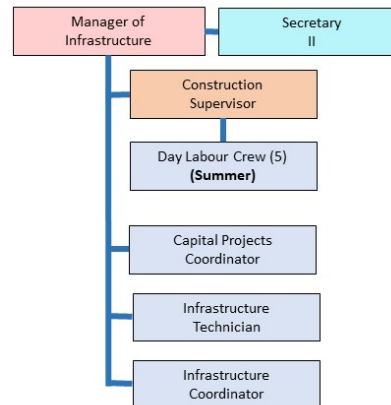 Manager of
Infrastructure
Secretary
II
Construction
Supervisor
Day Labour Crew (5)
(Summer)
Capital Projects
Coordinator
Infrastructure
Technician
Infrastructure
Coordinator